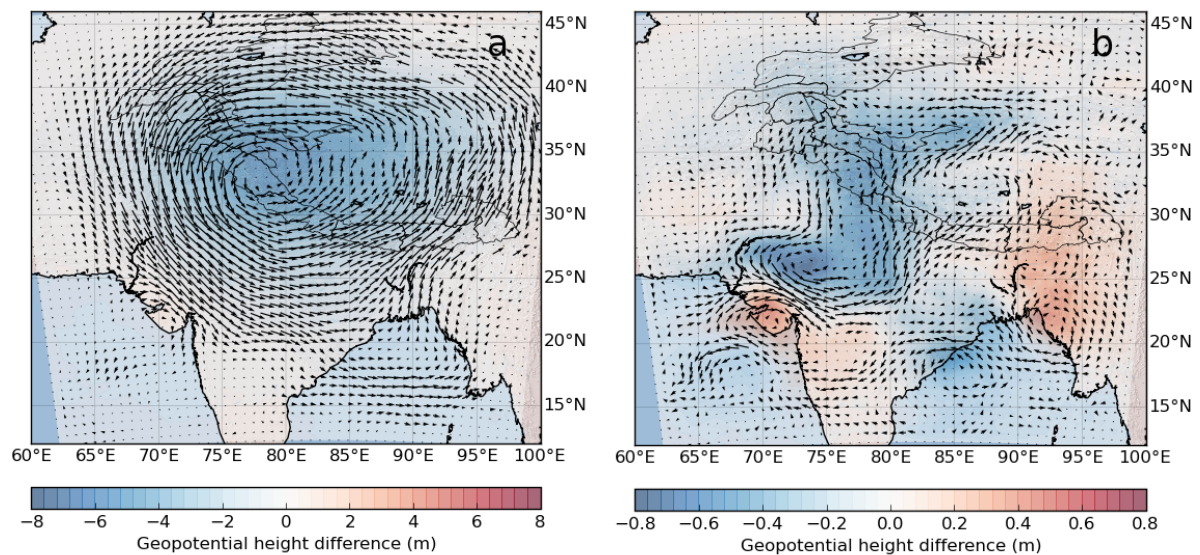 a
b
45°N
40°N
35°N
30°N
25°N
20°N
15°N
60°E 65°E 70°E 75°E 80°E 85°E 90°E 95°E 100°E
45°N
40°N
35°N
30°N
25°N
20°N
15°N
60°E 65°E 70°E 75°E 80°E 85°E 90°E 95°E 100°E
−8 −6 −4 −2 0 2 4 6 8
Geopotential height difference (m)
−0.8 −0.6 −0.4 −0.2 0.0 0.2 0.4 0.6 0.8
Geopotential height difference (m)